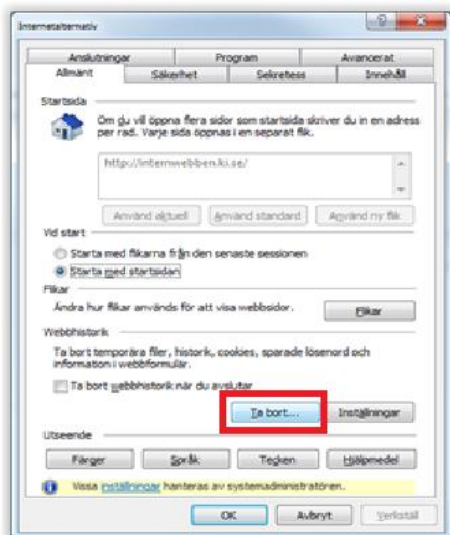 Internetalternativ
Anslutningar Program Avancerat
Allmänt Säkerhet Sekretess Innehåll
Startsida
Om du vill öppna flera sidor som startsida skriver du in en adress
per rad. Varje sida öppnas i en separat flik.
http://internwebben.ki.se/
Använd aktuell Använd standard Använd ny flik
Vid start
Starta med flikarna från den senaste sessionen
Starta med startsidan
Flikar
Ändra hur flikar används för att visa webbsidor.
Flikar
Webbhistorik
Ta bort temporära filer, historik, cookies, sparade lösenord och
information i webbformulär.
Ta bort webbhistorik när du avslutar
Ta bort... Inställningar
Utseende
Färger Språk Tecken Hjälpmedel
Vissa inställningar hanteras av systemadministratören.
OK Avbryt Verkställ